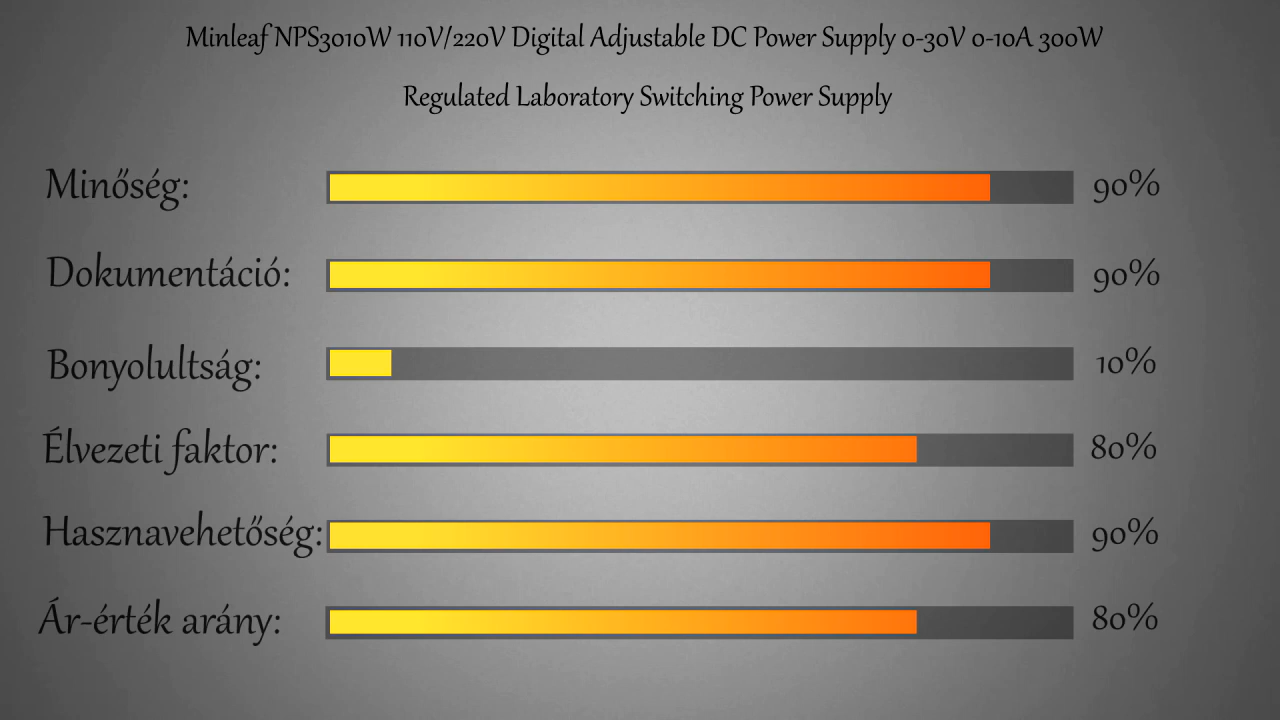 Minleaf NPS3010W 110V/220V Digital Adjustable DC Power Supply 0-30V 0-10A 300W
Regulated Laboratory Switching Power Supply
Minőség: 90%
Dokumentáció: 90%
Bonyolultság: 10%
Élvezeti faktor: 80%
Hasznavehetőség: 90%
Ár-érték arány: 80%